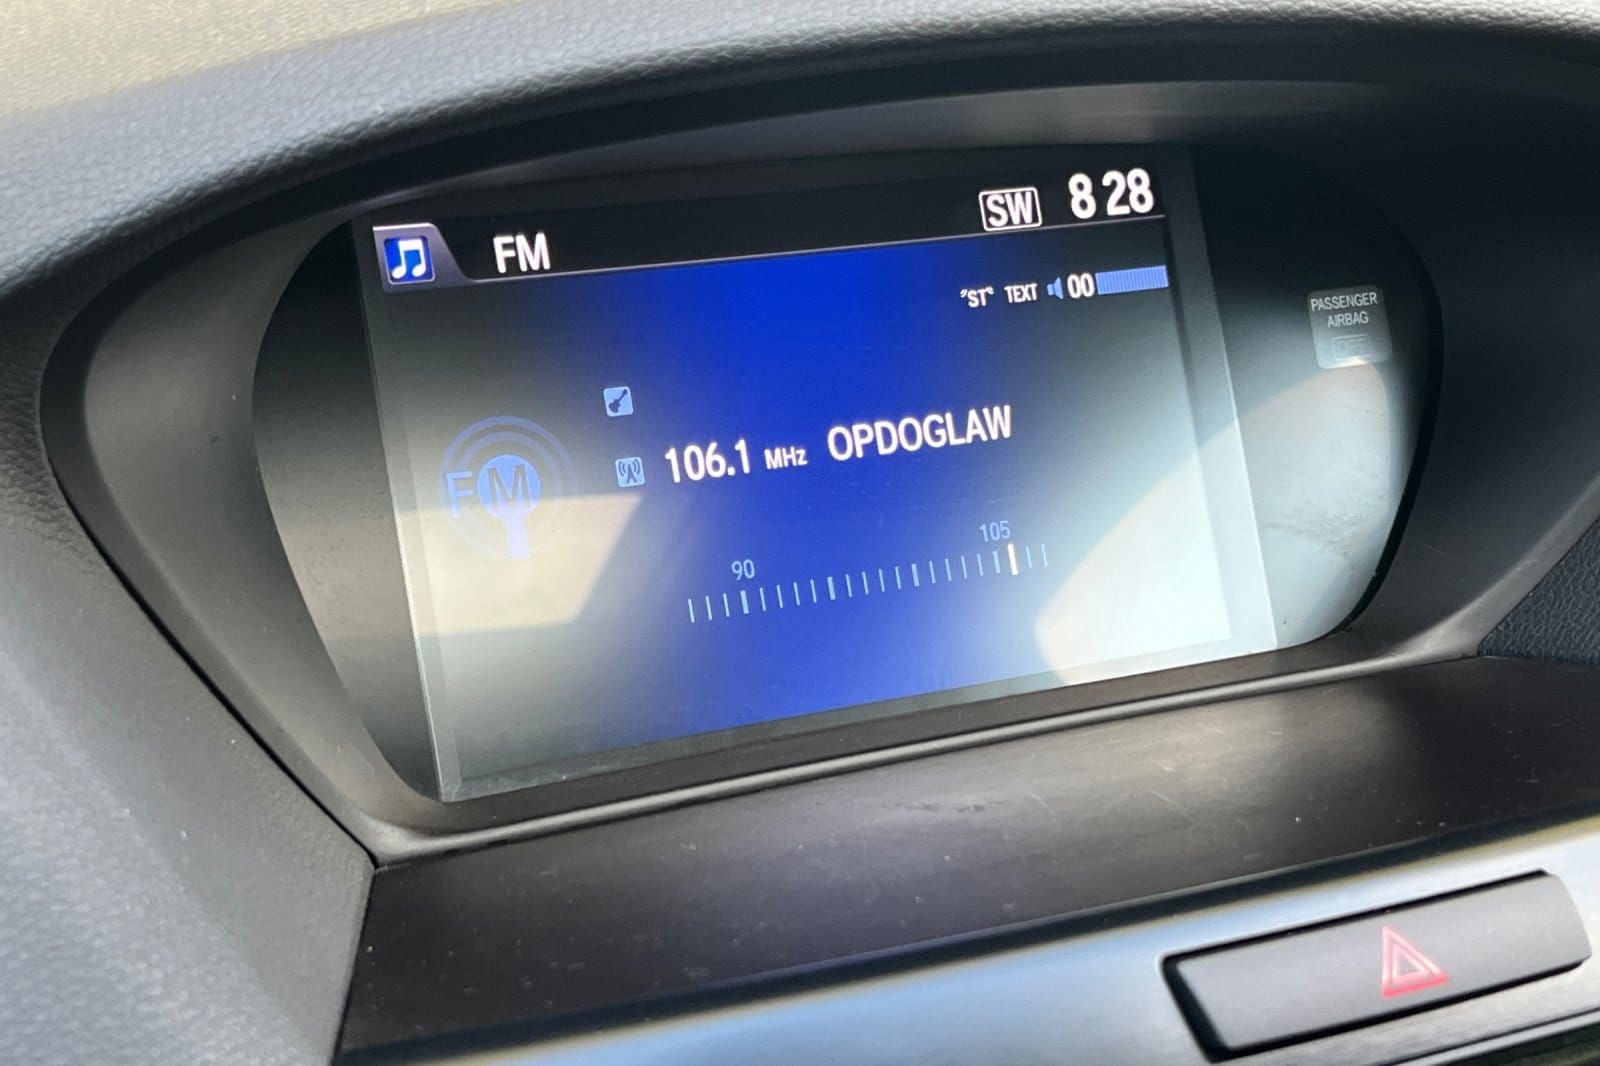 FM SW 8 28
"ST" TEXT 00
FM
106.1 MHz OPDOGLAW
90 105
PASSENGER
AIRBAG